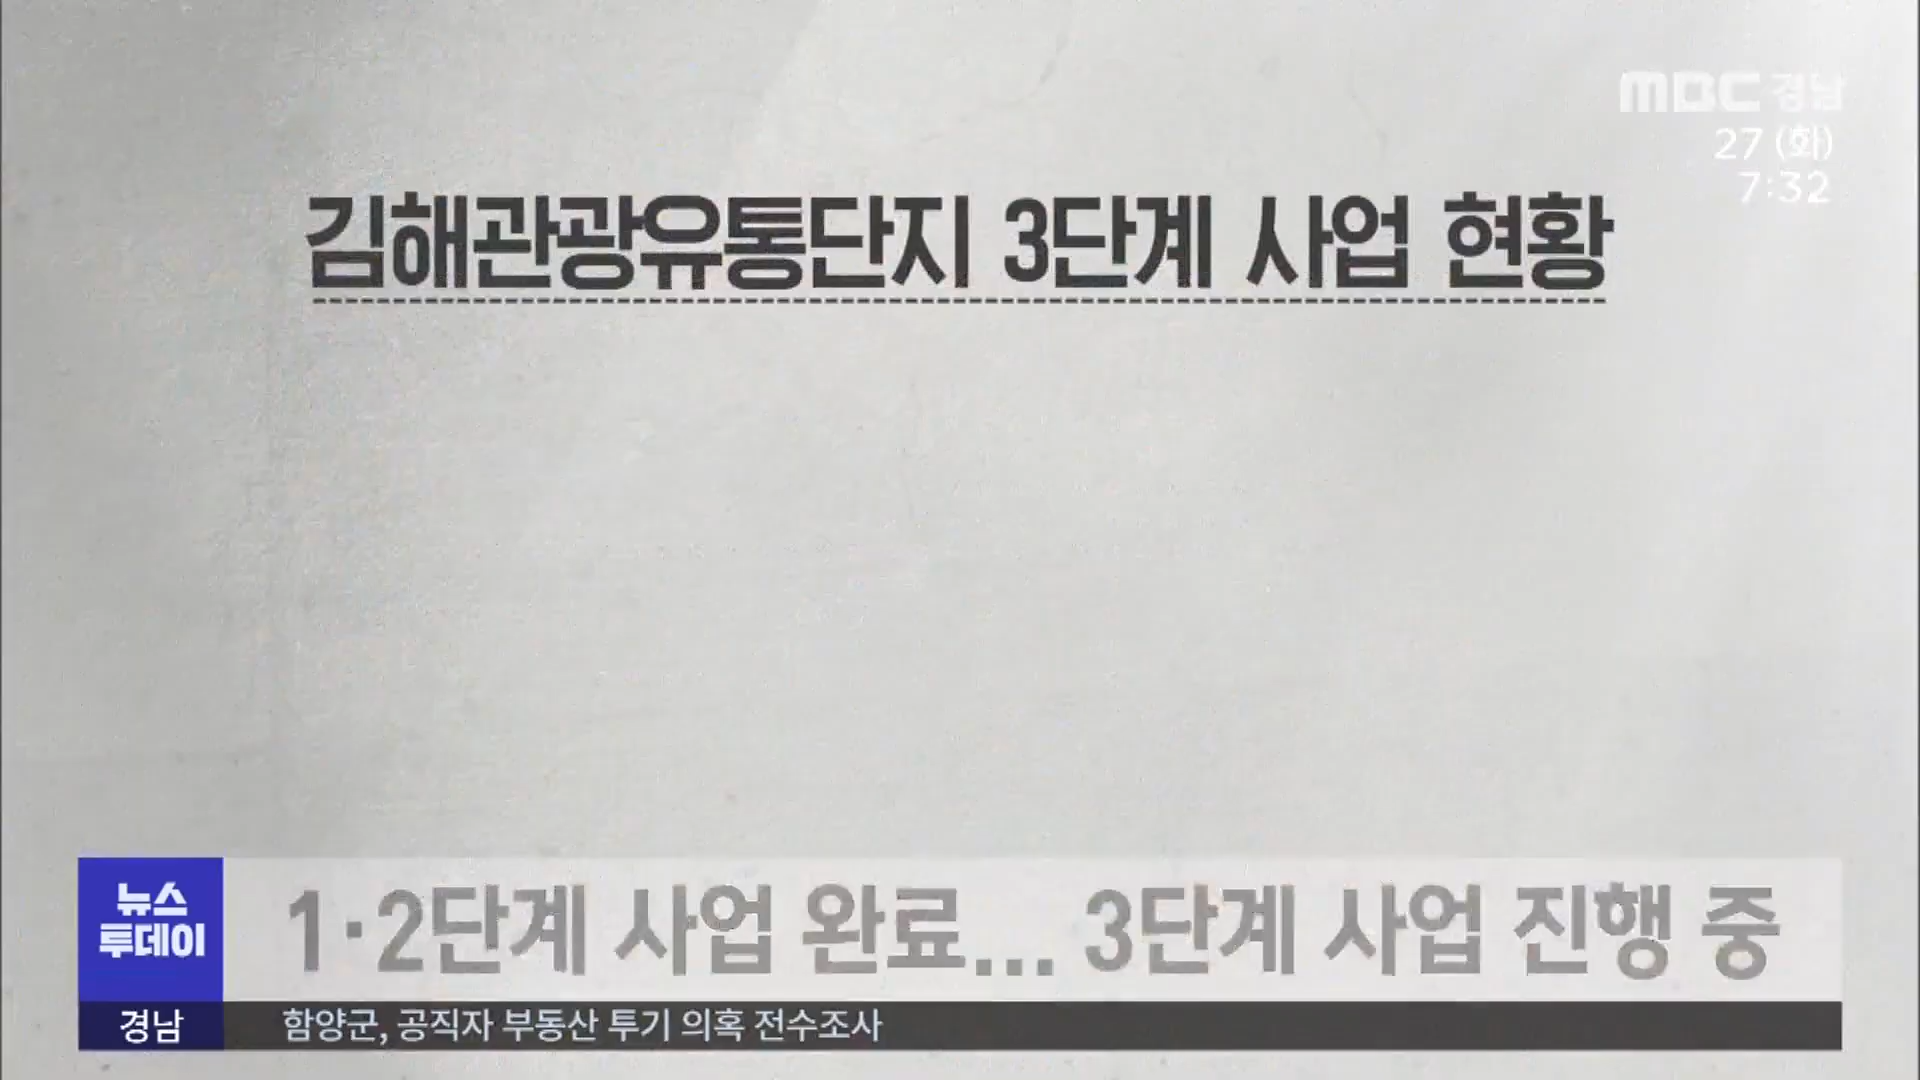 MBC 경남
27 (화)
7:32
김해관광유통단지 3단계 사업 현황
뉴스
투데이
1·2단계 사업 완료... 3단계 사업 진행 중
경남
함양군, 공직자 부동산 투기 의혹 전수조사